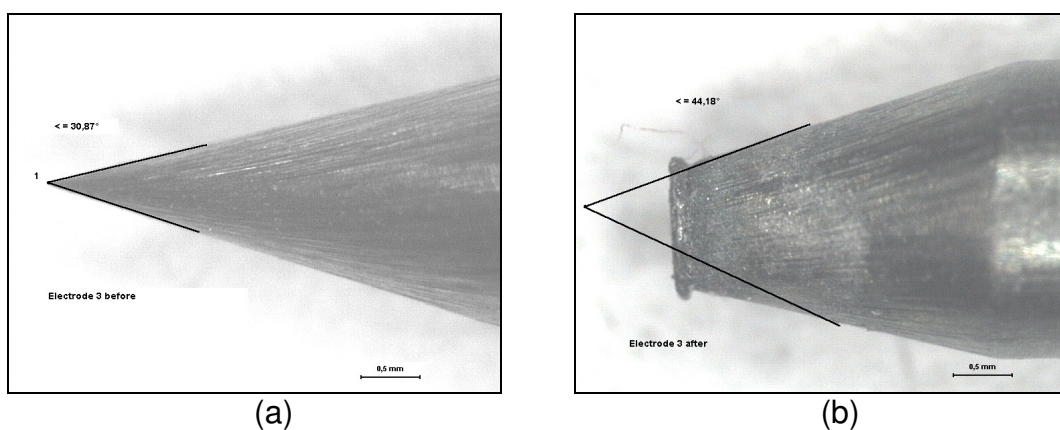 < = 30,87°
1
Electrode 3 before
0,5 mm
(a)
< = 44,18°
Electrode 3 after
0,5 mm
(b)